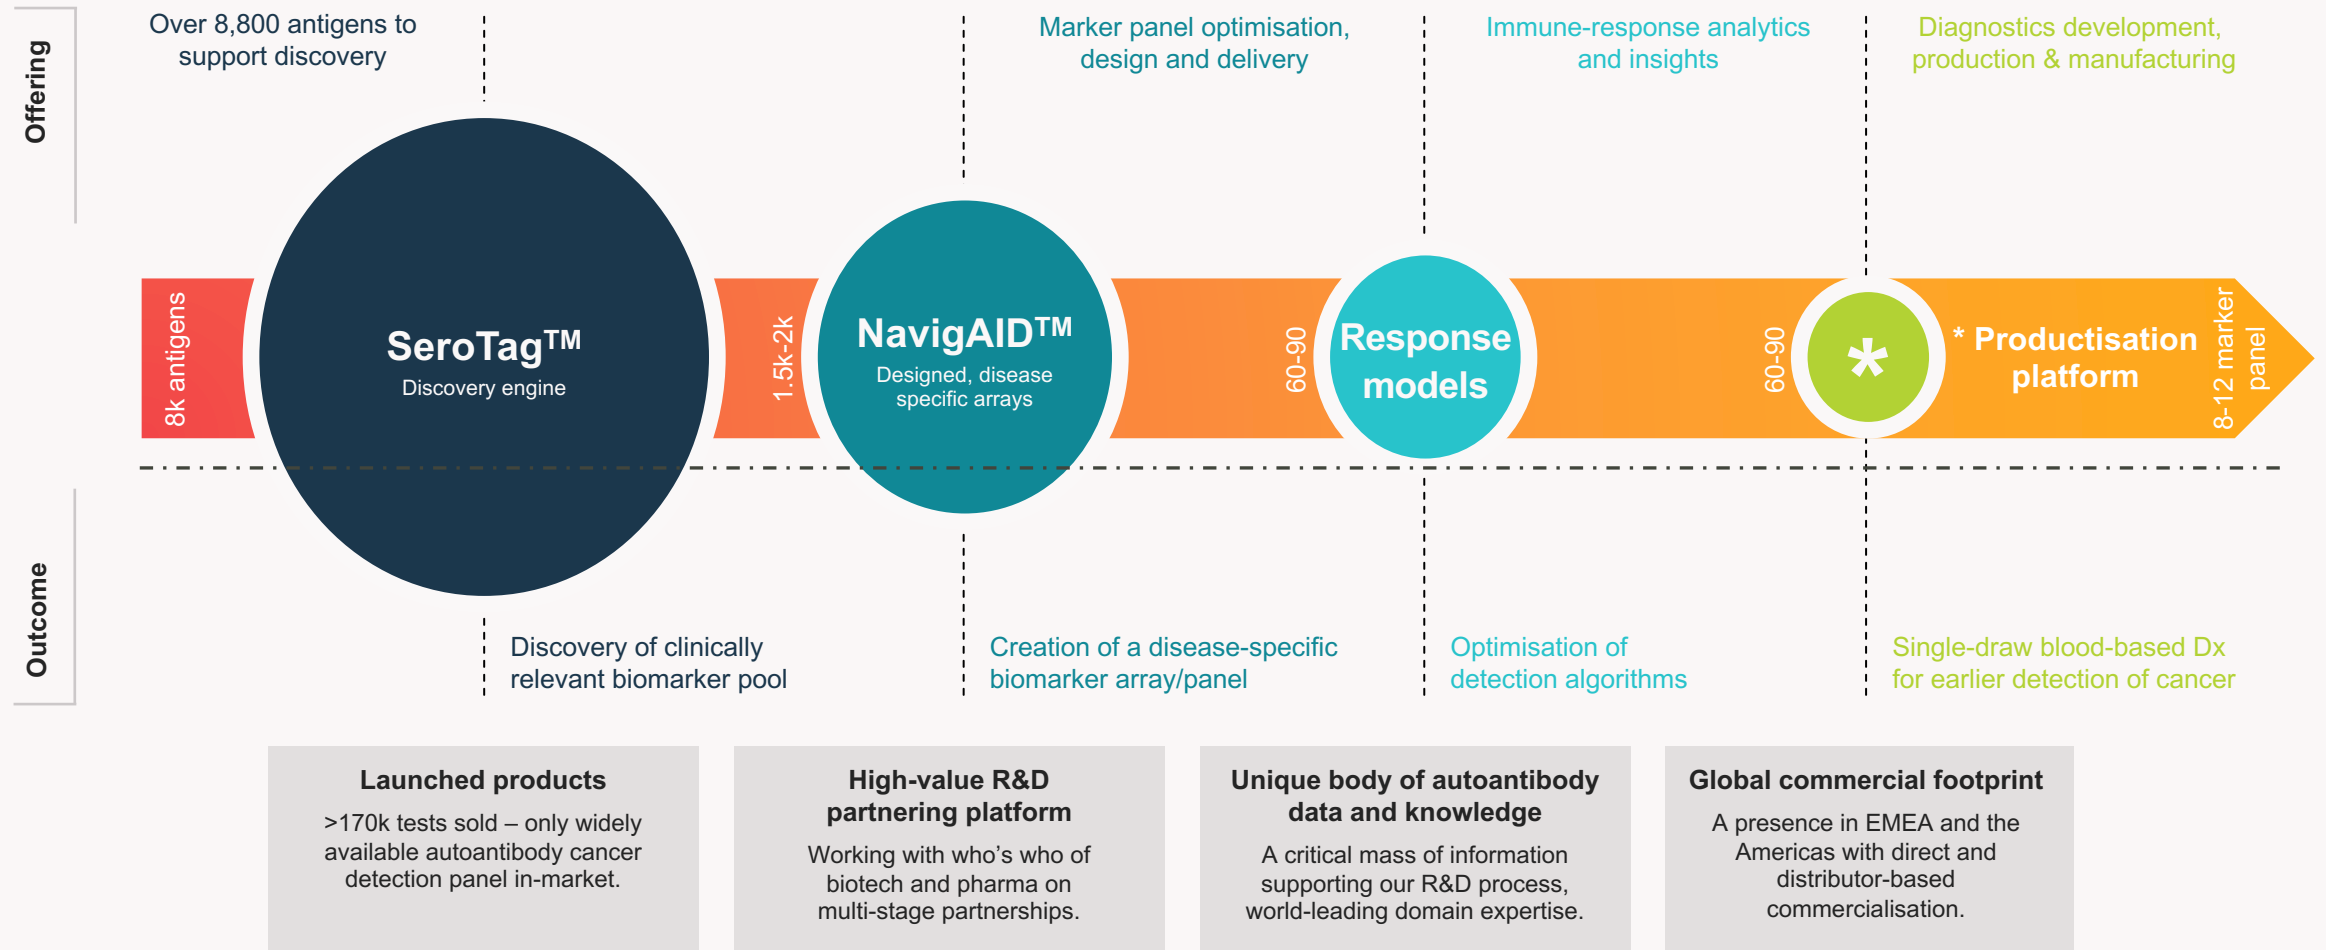 Offering
Over 8,800 antigens to
support discovery
Marker panel optimisation,
design and delivery
Immune-response analytics
and insights
Diagnostics development,
production & manufacturing
8k antigens
SeroTag™
Discovery engine
1.5k-2k
NavigAID™
Designed, disease
specific arrays
60-90
Response
models
60-90
*
* Productisation
platform
8-12 marker
panel
Outcome
Discovery of clinically
relevant biomarker pool
Creation of a disease-specific
biomarker array/panel
Optimisation of
detection algorithms
Single-draw blood-based Dx
for earlier detection of cancer
Launched products
>170k tests sold – only widely
available autoantibody cancer
detection panel in-market.
High-value R&D
partnering platform
Working with who’s who of
biotech and pharma on
multi-stage partnerships.
Unique body of autoantibody
data and knowledge
A critical mass of information
supporting our R&D process,
world-leading domain expertise.
Global commercial footprint
A presence in EMEA and the
Americas with direct and
distributor-based
commercialisation.